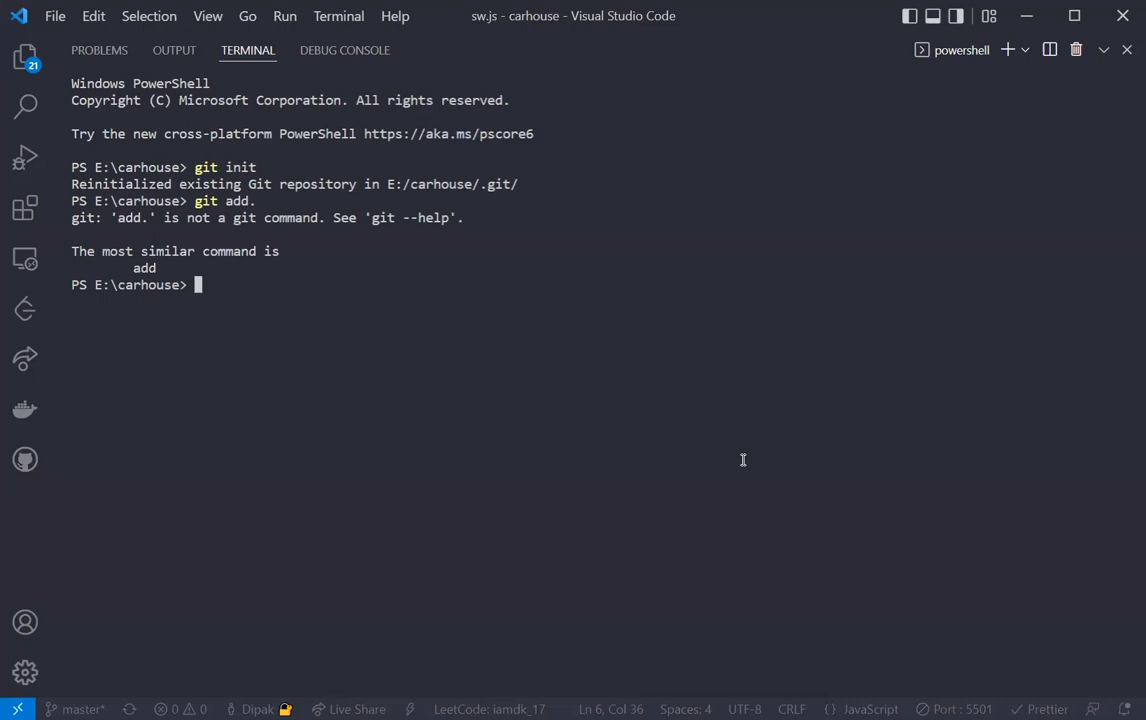 File Edit Selection View Go Run Terminal Help sw.js - carhouse - Visual Studio Code
PROBLEMS OUTPUT TERMINAL DEBUG CONSOLE powershell
21
Windows PowerShell
Copyright (C) Microsoft Corporation. All rights reserved.
Try the new cross-platform PowerShell https://aka.ms/pscore6
PS E:\carhouse> git init
Reinitialized existing Git repository in E:/carhouse/.git/
PS E:\carhouse> git add.
git: 'add.' is not a git command. See 'git --help'.
The most similar command is
add
PS E:\carhouse>
master* 0 0 Dipak Live Share LeetCode: iamdk_17 Ln 6, Col 36 Spaces: 4 UTF-8 CRLF {} JavaScript Port : 5501 Prettier